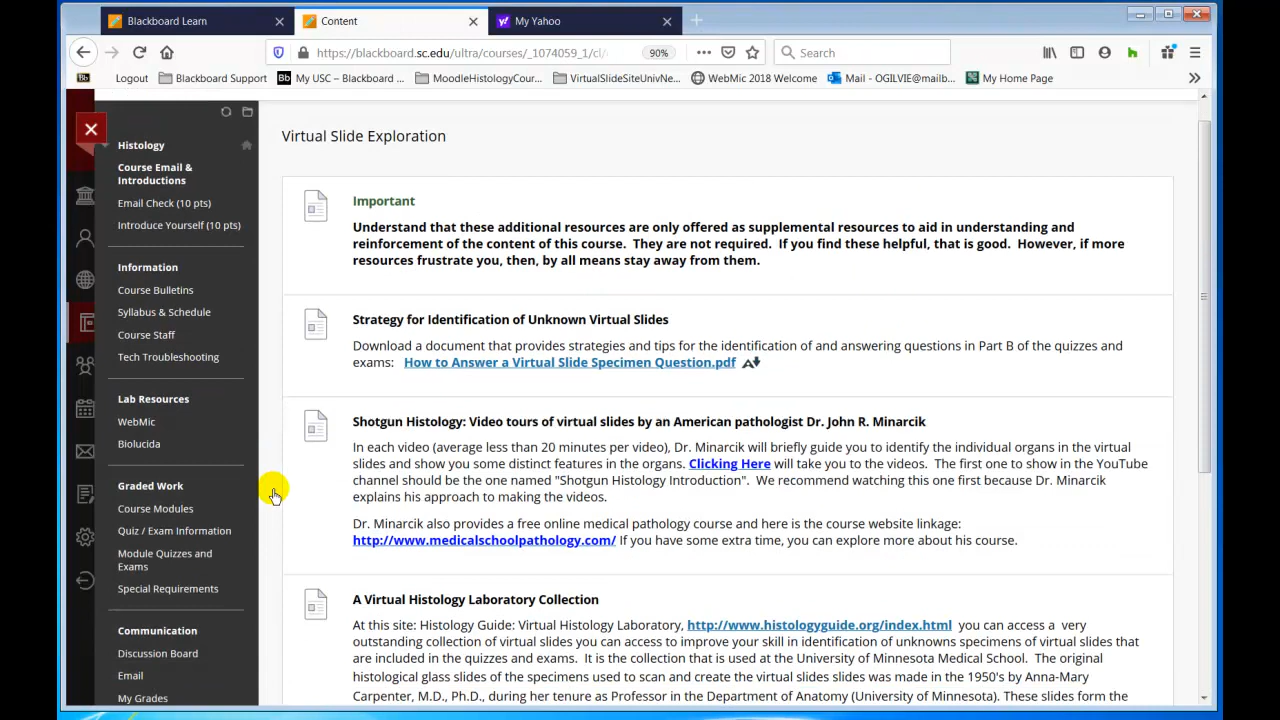 Blackboard Learn
Content
My Yahoo
https://blackboard.sc.edu/ultra/courses/_1074059_1/cl/
90%
Search
Bb
Logout
Blackboard Support
Bb My USC – Blackboard ...
MoodleHistologyCour...
VirtualSlideSiteUnivNe...
WebMic 2018 Welcome
Mail - OGILVIE@mailb...
My Home Page
Histology
Course Email &
Introductions
Email Check (10 pts)
Introduce Yourself (10 pts)
Information
Course Bulletins
Syllabus & Schedule
Course Staff
Tech Troubleshooting
Lab Resources
WebMic
Biolucida
Graded Work
Course Modules
Quiz / Exam Information
Module Quizzes and
Exams
Special Requirements
Communication
Discussion Board
Email
My Grades
Virtual Slide Exploration
Important
Understand that these additional resources are only offered as supplemental resources to aid in understanding and
reinforcement of the content of this course. They are not required. If you find these helpful, that is good. However, if more
resources frustrate you, then, by all means stay away from them.
Strategy for Identification of Unknown Virtual Slides
Download a document that provides strategies and tips for the identification of and answering questions in Part B of the quizzes and
exams: How to Answer a Virtual Slide Specimen Question.pdf
Shotgun Histology: Video tours of virtual slides by an American pathologist Dr. John R. Minarcik
In each video (average less than 20 minutes per video), Dr. Minarcik will briefly guide you to identify the individual organs in the virtual
slides and show you some distinct features in the organs. Clicking Here will take you to the videos. The first one to show in the YouTube
channel should be the one named "Shotgun Histology Introduction". We recommend watching this one first because Dr. Minarcik
explains his approach to making the videos.
Dr. Minarcik also provides a free online medical pathology course and here is the course website linkage:
http://www.medicalschoolpathology.com/ If you have some extra time, you can explore more about his course.
A Virtual Histology Laboratory Collection
At this site: Histology Guide: Virtual Histology Laboratory, http://www.histologyguide.org/index.html you can access a very
outstanding collection of virtual slides you can access to improve your skill in identification of unknowns specimens of virtual slides that
are included in the quizzes and exams. It is the collection that is used at the University of Minnesota Medical School. The original
histological glass slides of the specimens used to scan and create the virtual slides slides was made in the 1950's by Anna-Mary
Carpenter, M.D., Ph.D., during her tenure as Professor in the Department of Anatomy (University of Minnesota). These slides form the